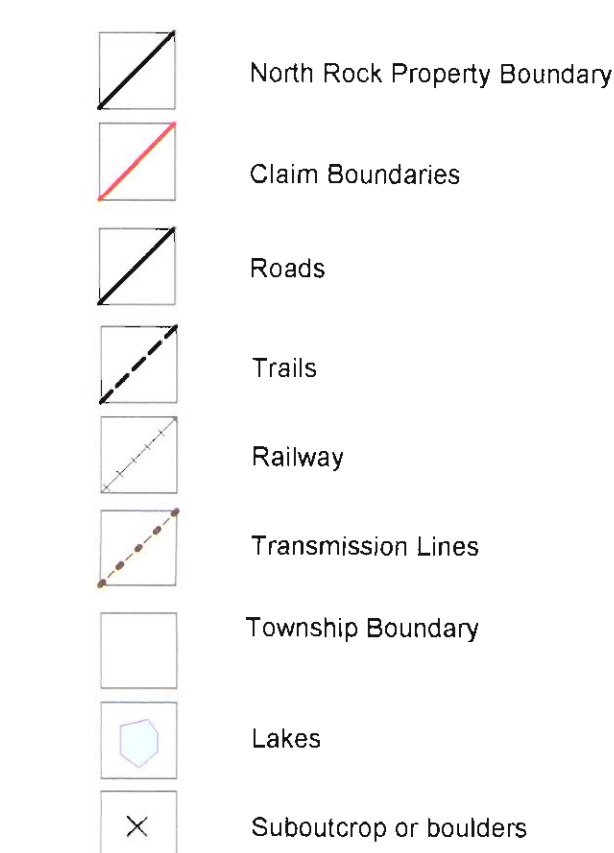 North Rock Property Boundary
Claim Boundaries
Roads
Trails
Railway
Transmission Lines
Township Boundary
Lakes
Suboutcrop or boulders